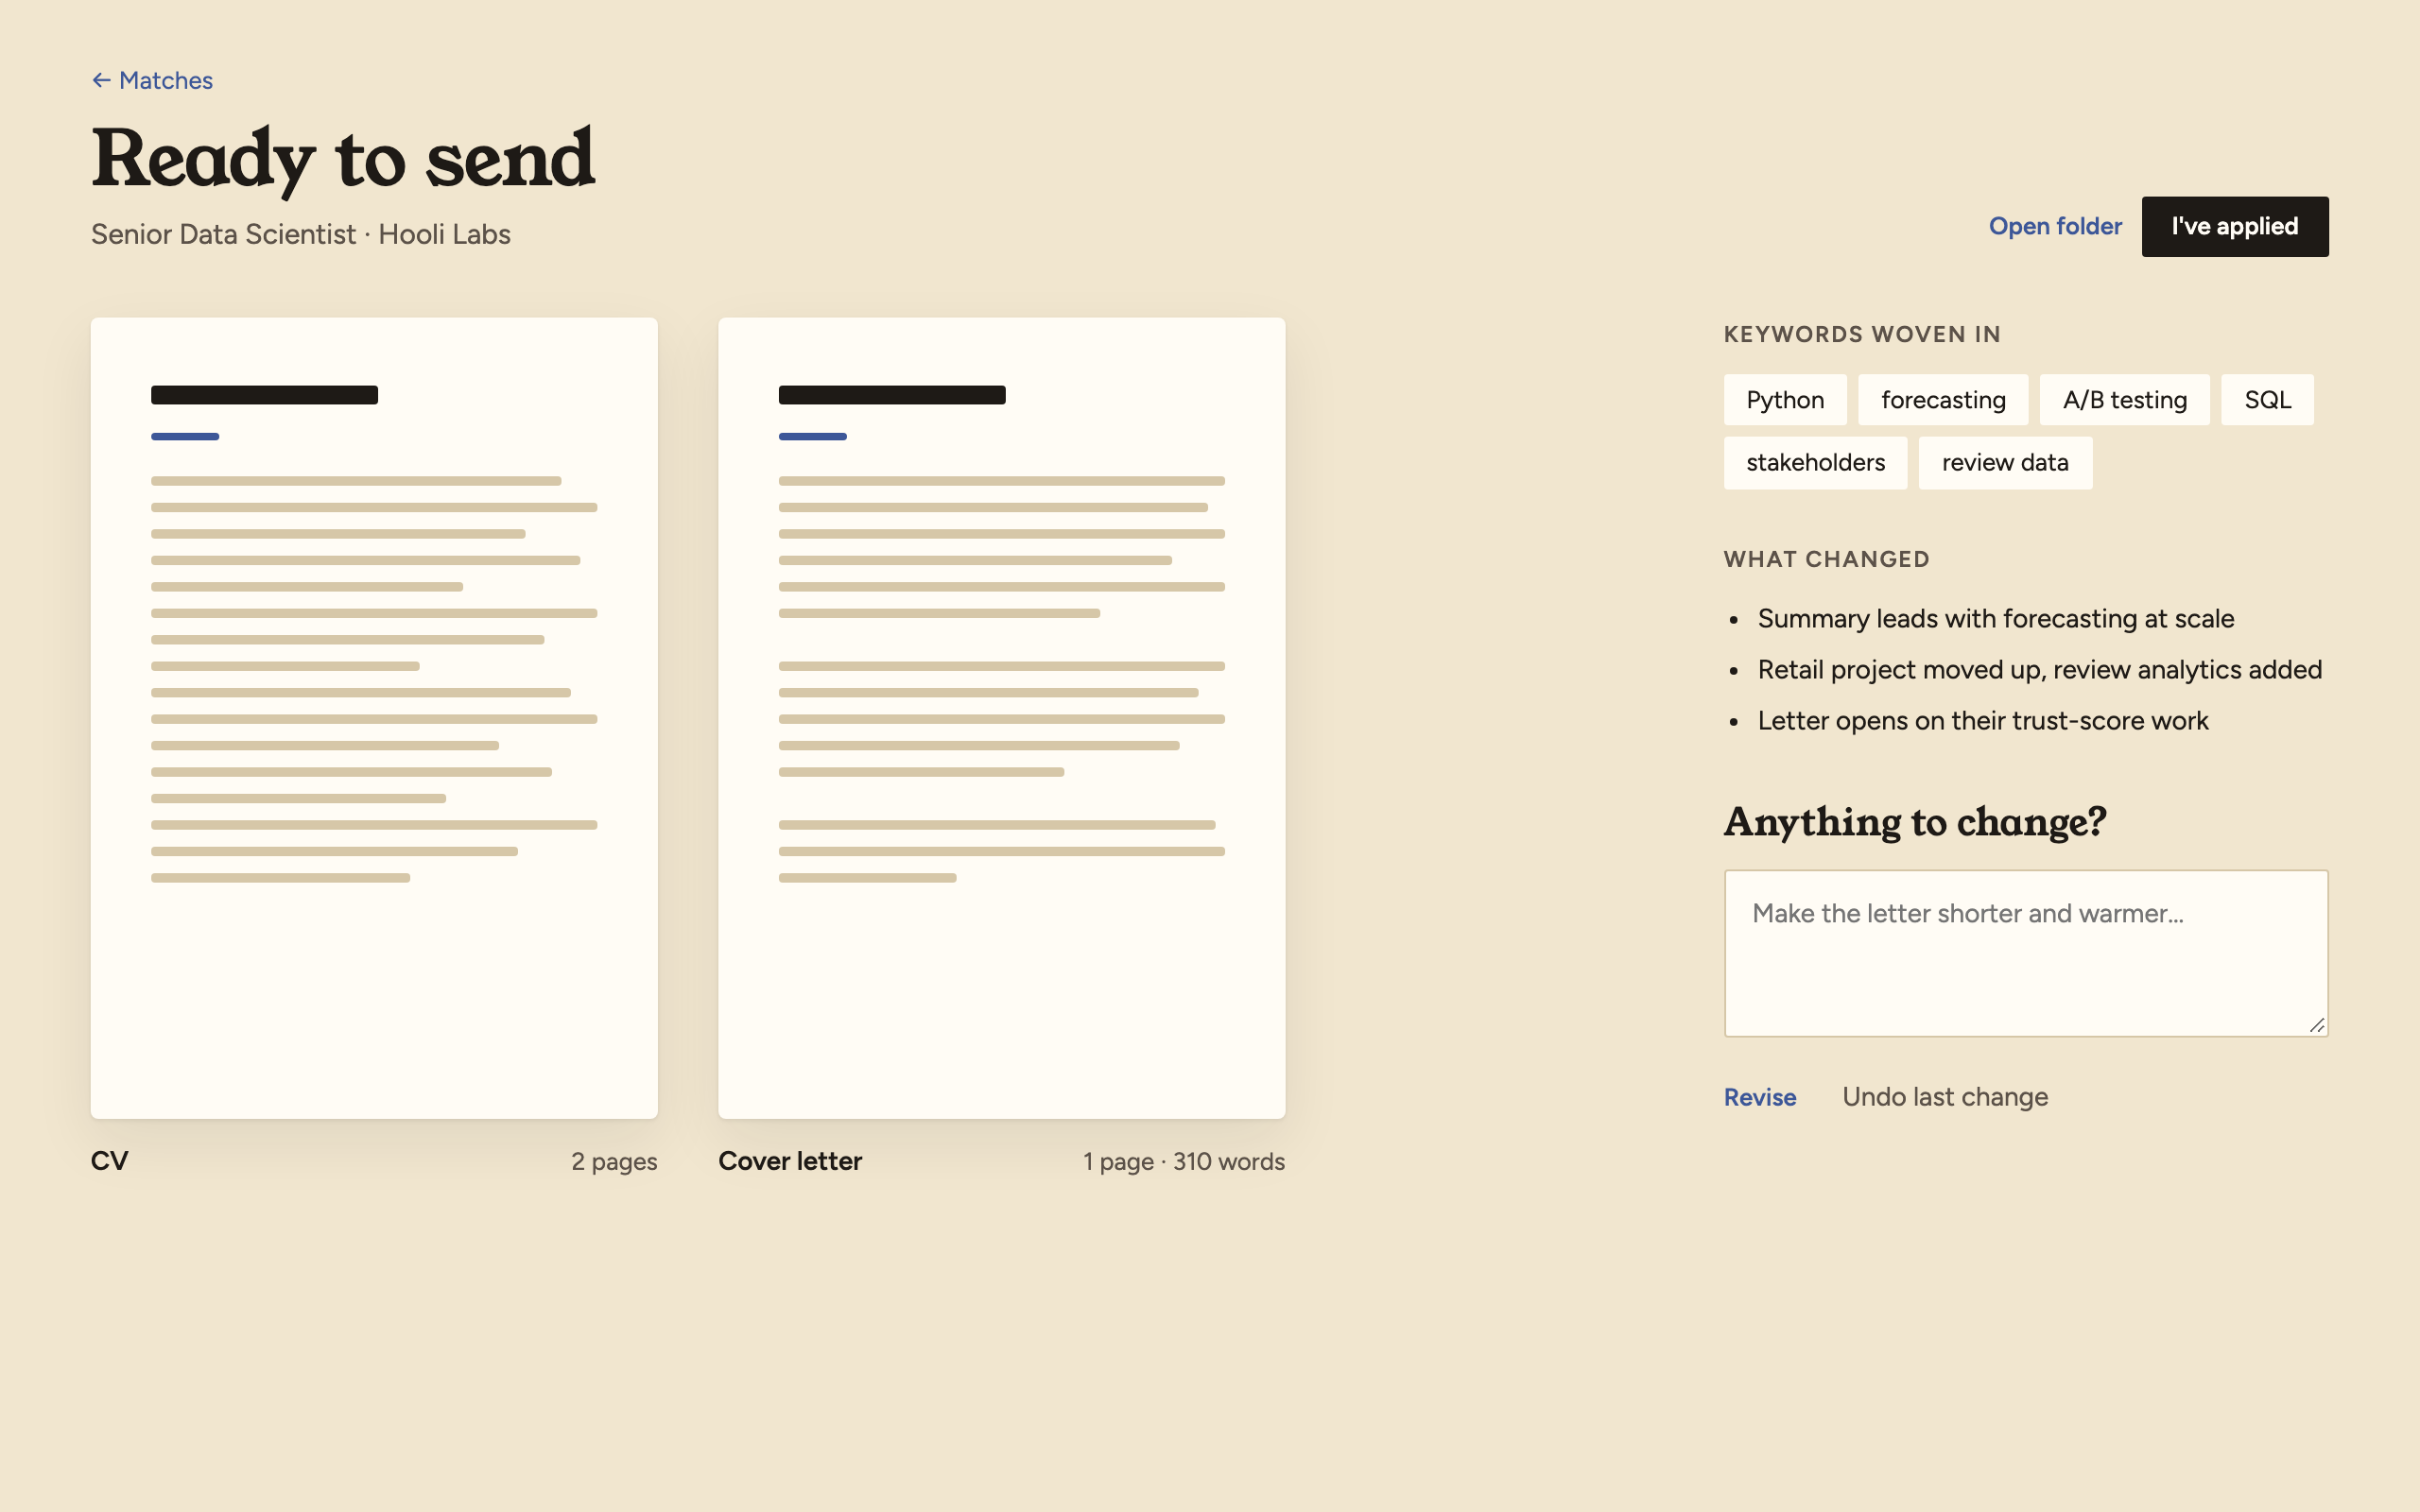 ← Matches
Ready to send
Senior Data Scientist · Hooli Labs
Open folder
I've applied
CV
2 pages
Cover letter
1 page · 310 words
KEYWORDS WOVEN IN
Python forecasting A/B testing SQL
stakeholders review data
WHAT CHANGED
• Summary leads with forecasting at scale
• Retail project moved up, review analytics added
• Letter opens on their trust-score work
Anything to change?
Make the letter shorter and warmer...
Revise Undo last change